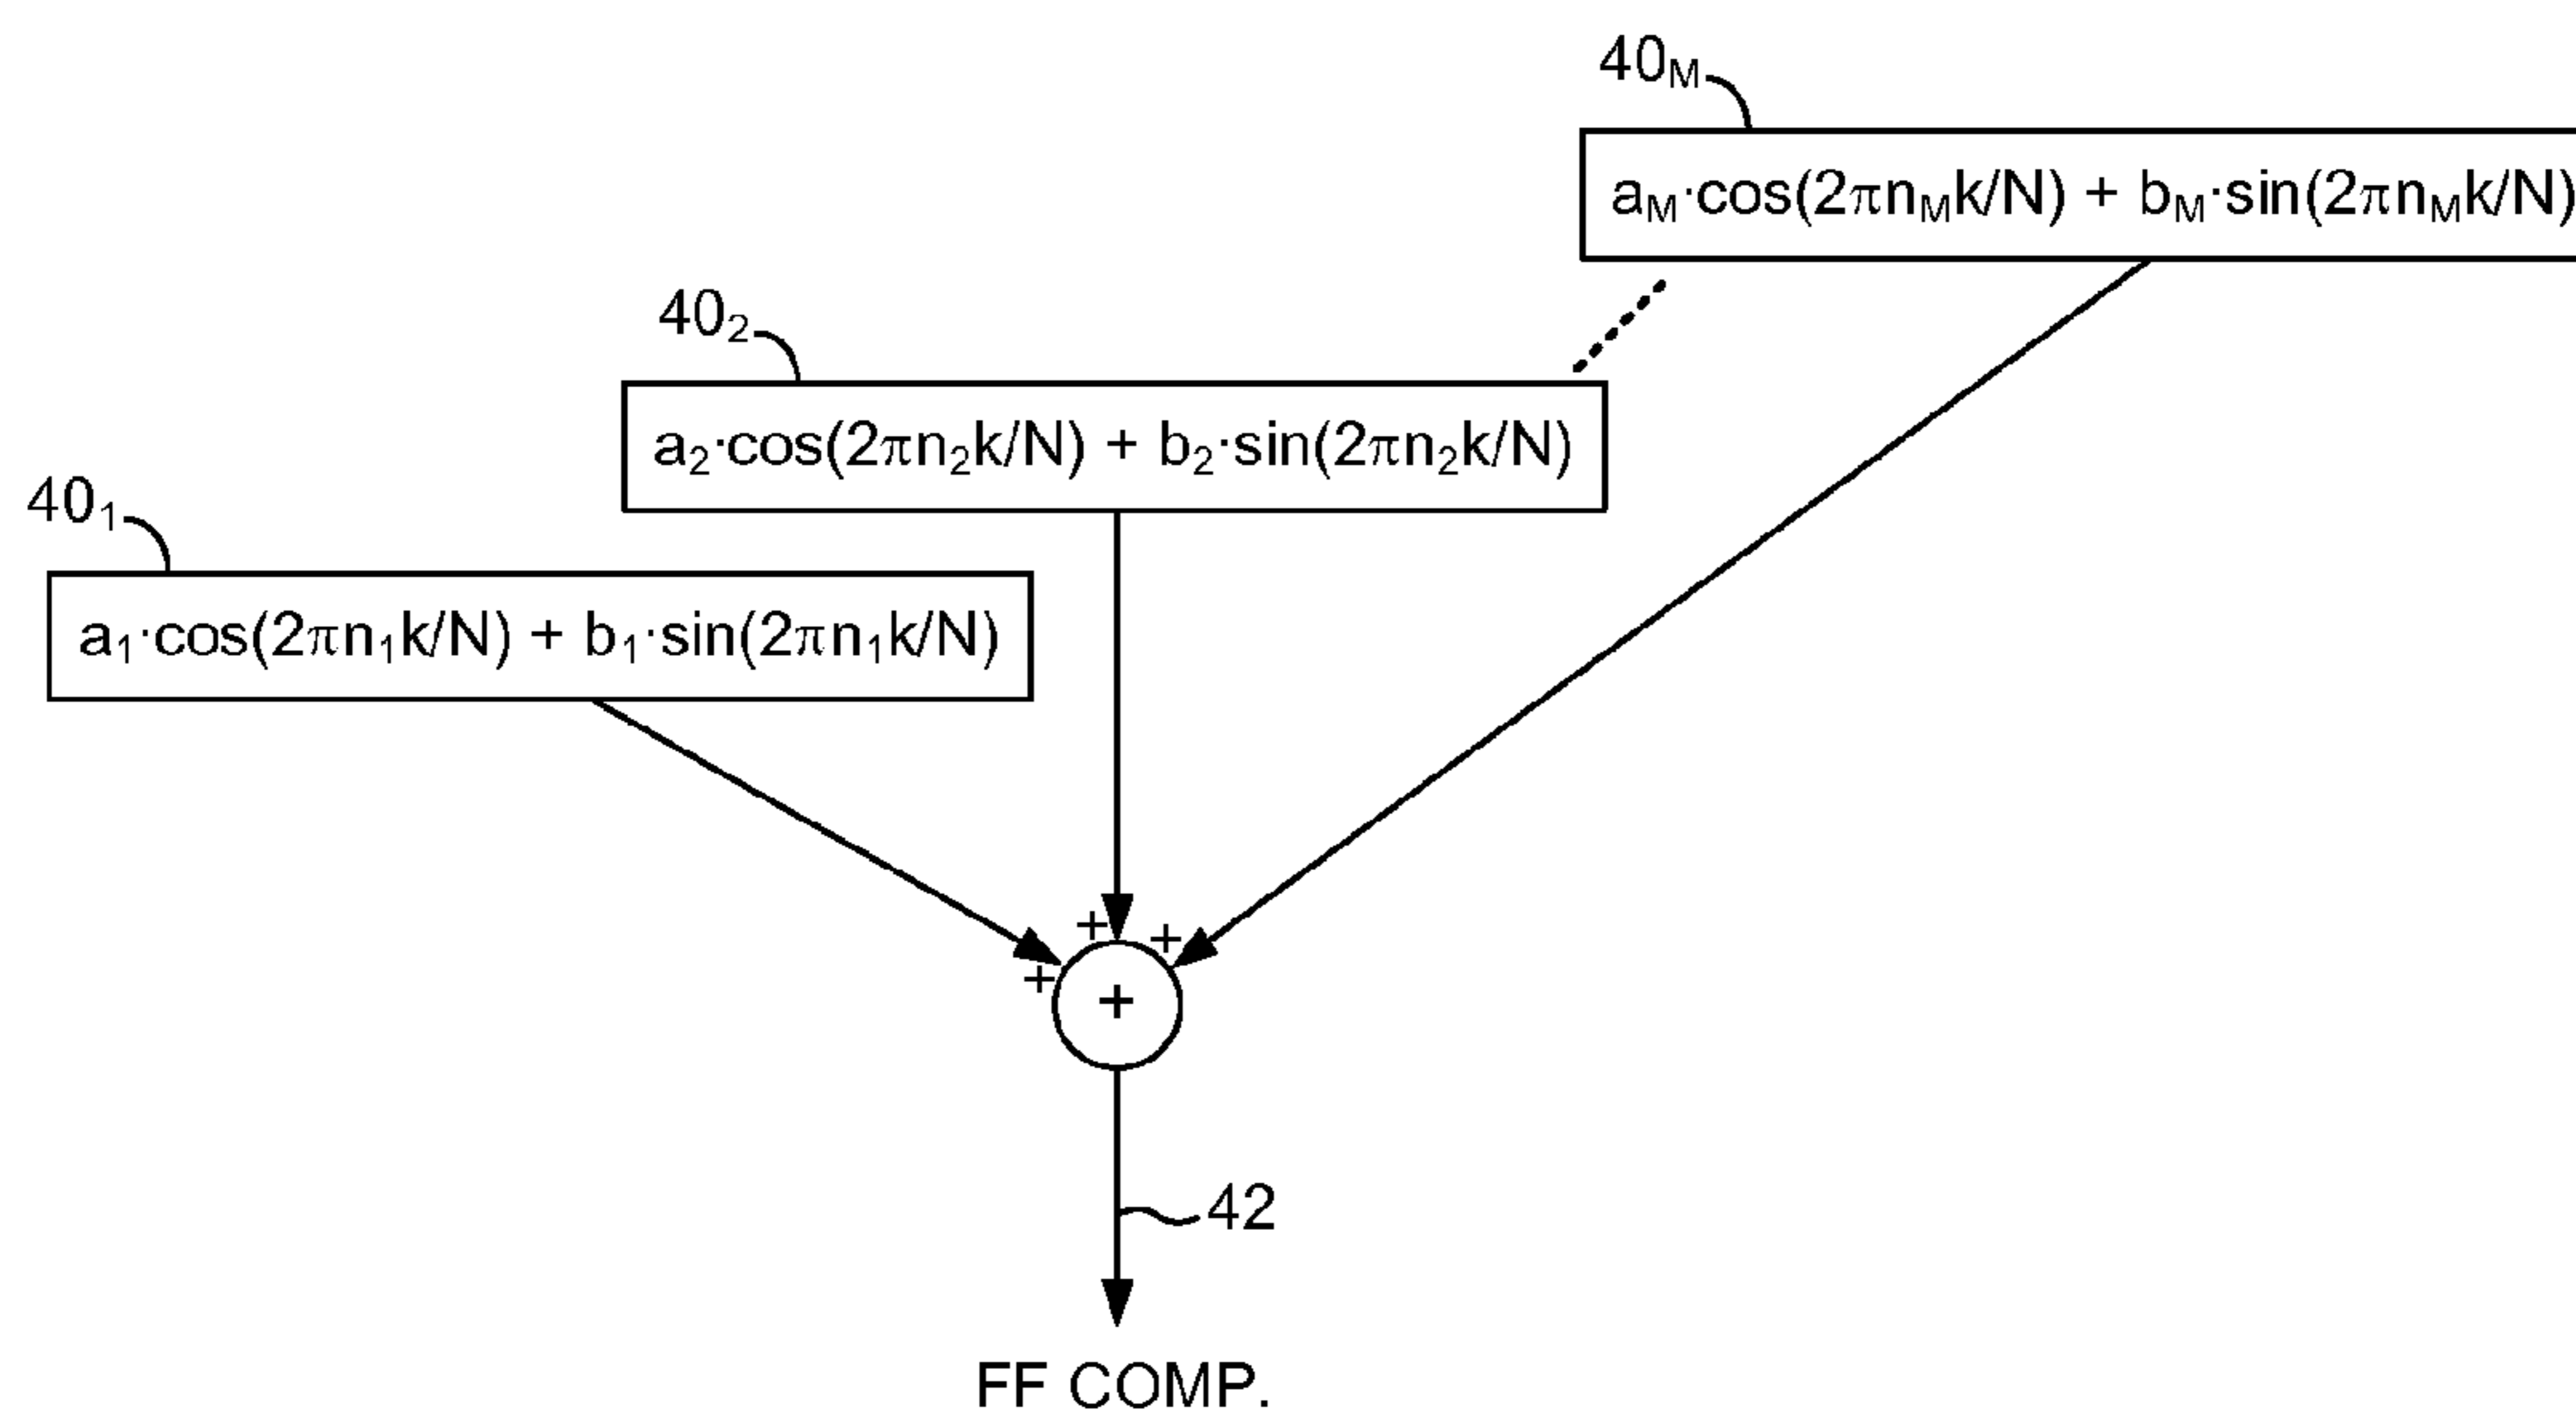 40M
aM·cos(2πnMk/N) + bM·sin(2πnMk/N)
402
a2·cos(2πn2k/N) + b2·sin(2πn2k/N)
401
a1·cos(2πn1k/N) + b1·sin(2πn1k/N)
+ +
+
+
42
FF COMP.